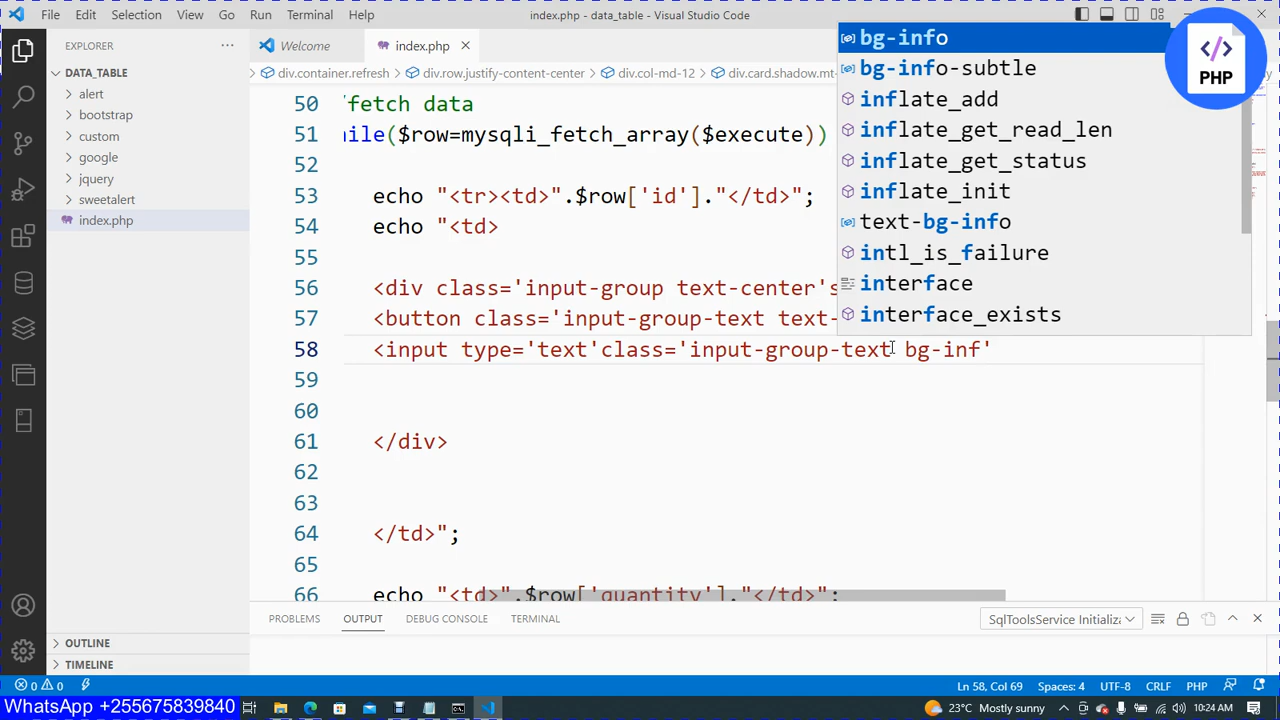 File Edit Selection View Go Run Terminal Help index.php - data_table - Visual Studio Code
EXPLORER
DATA_TABLE
alert
bootstrap
custom
google
jquery
sweetalert
index.php
OUTLINE
TIMELINE
Welcome index.php
div.container.refresh div.row.justify-content-center div.col-md-12 div.card.shadow.mt-
50 /fetch data
51 hile($row=mysqli_fetch_array($execute))
52
53 echo "<tr><td>".$row['id']."</td>";
54 echo "<td>
55
56 <div class='input-group text-center's
57 <button class='input-group-text text-
58 <input type='text'class='input-group-text bg-inf'
59
60
61 </div>
62
63
64 </td>";
65
66 echo "<td>".$row['quantity']."</td>";
bg-info
bg-info-subtle
inflate_add
inflate_get_read_len
inflate_get_status
inflate_init
text-bg-info
intl_is_failure
interface
interface_exists
</>
PHP
PROBLEMS OUTPUT DEBUG CONSOLE TERMINAL SqlToolsService Initializa
0 0 Ln 58, Col 69 Spaces: 4 UTF-8 CRLF PHP
WhatsApp +255675839840 23°C Mostly sunny 10:24 AM